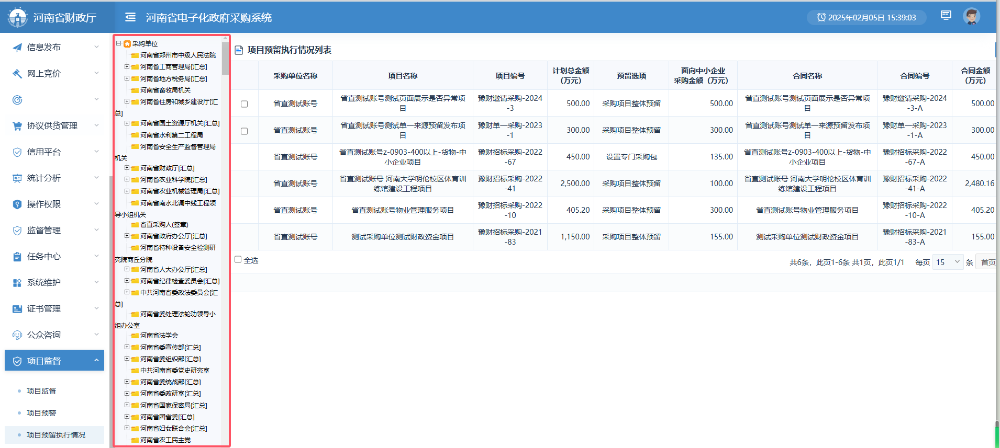 河南省财政厅
河南省电子化政府采购系统
2025年02月05日 15:39:03
信息发布
网上竞价
协议供货管理
信用平台
统计分析
操作权限
监督管理
任务中心
系统维护
证书管理
公众咨询
项目监督
项目监督
项目预警
项目预留执行情况
采购单位
河南省郑州市中级人民法院
河南省工商管理局[汇总]
河南省地方税务局[汇总]
河南省畜牧局机关
河南省住房和城乡建设厅[汇
总]
河南省国土资源厅机关[汇总]
河南省水利第二工程局
河南省安全生产监督管理局
机关
河南省财政厅[汇总]
河南省农业科学院[汇总]
河南省农业机械管理局[汇总]
河南省南水北调中线工程领
导小组机关
省直采购人(签章)
河南省政府办公厅[汇总]
河南省特种设备安全检测研
究院商丘分院
河南省人大办公厅[汇总]
河南省纪律检查委员会[汇总]
中共河南省委政法委员会[汇
总]
河南省委处理法轮功领导小
组办公室
河南省法学会
河南省委宣传部[汇总]
河南省委组织部[汇总]
中共河南省委党史研究室
河南省委统战部[汇总]
河南省委政研室[汇总]
河南省国家保密局[汇总]
河南省团省委[汇总]
河南省妇女联合会[汇总]
河南省农工民主党
项目预留执行情况列表
采购单位名称 项目名称 项目编号 计划总金额(万元) 预留选项 面向中小企业采购金额（万元） 合同名称 合同编号 合同金额(万元)
省直测试账号 省直测试账号测试页面展示是否异常项目 豫财邀请采购-2024-3 500.00 采购项目整体预留 500.00 省直测试账号测试页面展示是否异常项目 豫财邀请采购-2024-3-A 500.00
省直测试账号 省直测试账号测试单一来源预留发布项目 豫财单一采购-2023-1 300.00 采购项目整体预留 300.00 省直测试账号测试单一来源预留发布项目 豫财单一采购-2023-1-A 300.00
省直测试账号 省直测试账号z-0903-400以上-货物-中小企业项目 豫财招标采购-2022-67 450.00 设置专门采购包 135.00 省直测试账号z-0903-400以上-货物-中小企业项目 豫财招标采购-2022-67-A 450.00
省直测试账号 省直测试账号 河南大学明伦校区体育训练馆建设工程项目 豫财招标采购-2022-41 2,500.00 采购项目整体预留 100.00 省直测试账号 河南大学明伦校区体育训练馆建设工程项目 豫财招标采购-2022-41-A 2,480.16
省直测试账号 省直测试账号物业管理服务项目 豫财招标采购-2022-10 405.20 采购项目整体预留 300.00 省直测试账号物业管理服务项目 豫财招标采购-2022-10-A 405.20
省直测试账号 测试采购单位测试财政资金项目 豫财招标采购-2021-83 1,150.00 采购项目整体预留 155.00 测试采购单位测试财政资金项目 豫财招标采购-2021-83-A 155.00
全选
共6条，此页1-6条 共1页，此页1/1 每页 15 条 首页